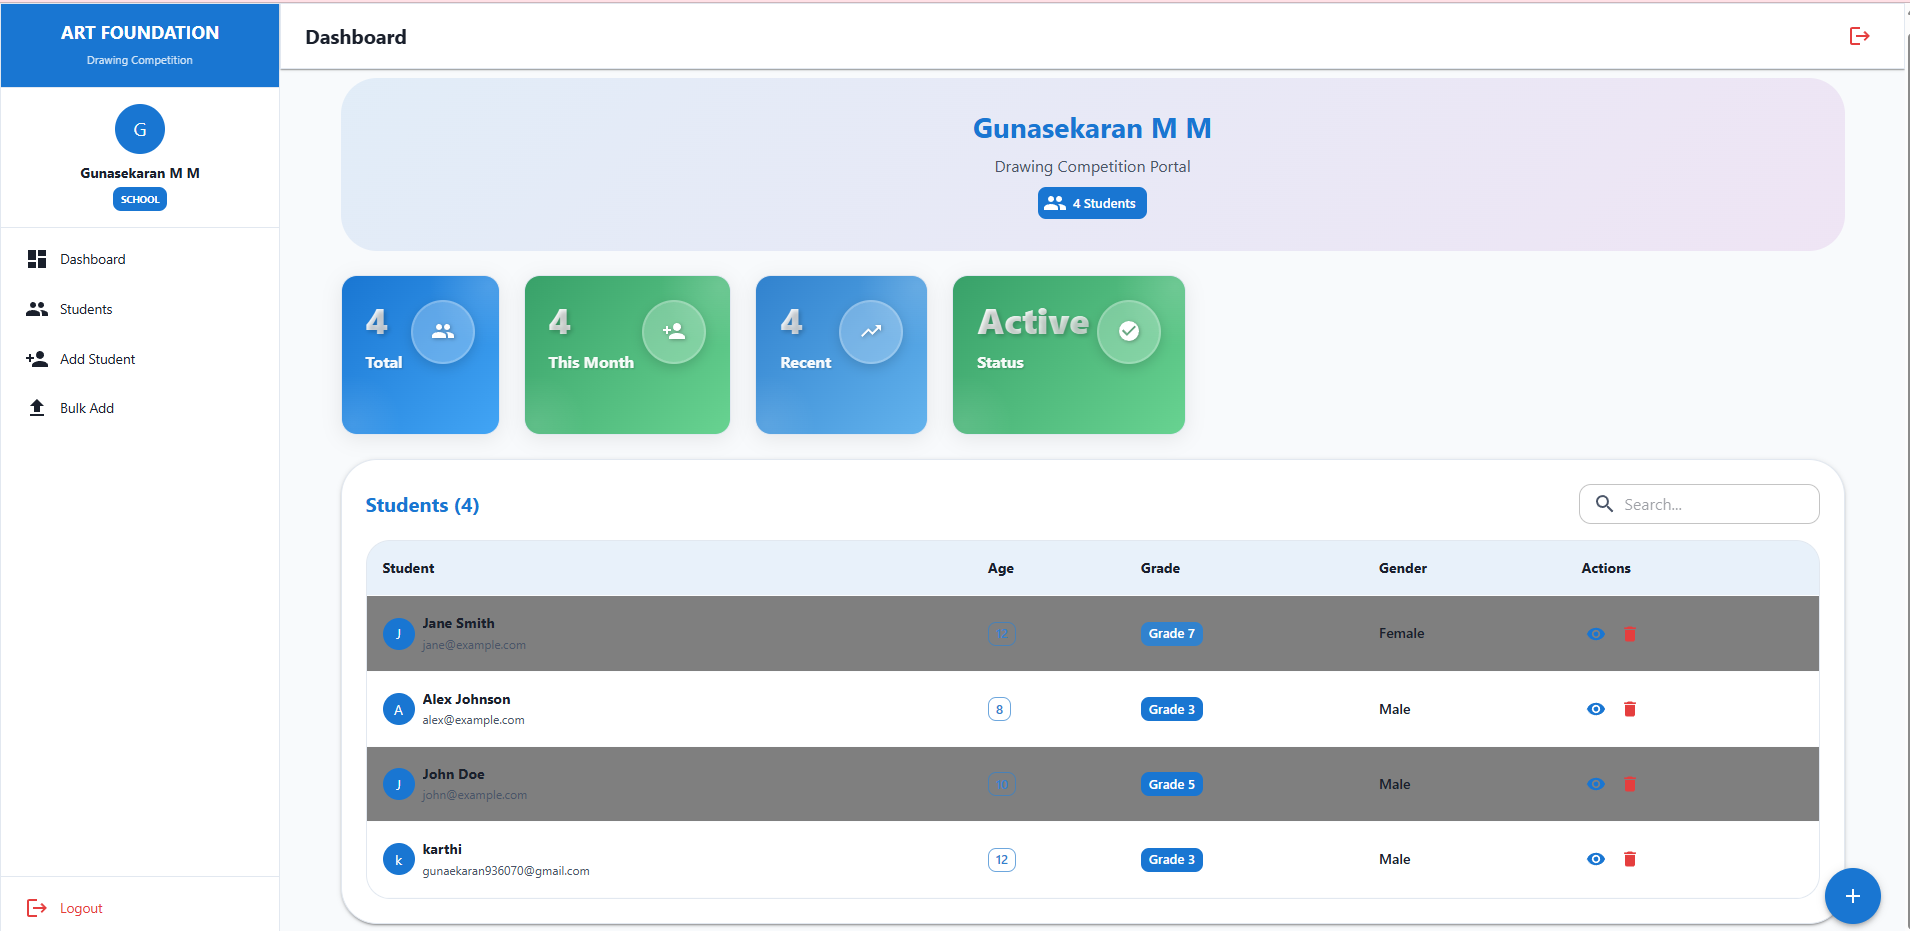 ART FOUNDATION
Drawing Competition
G
Gunasekaran M M
SCHOOL
Dashboard
Students
Add Student
Bulk Add
Logout
Dashboard
Gunasekaran M M
Drawing Competition Portal
4 Students
4
Total
4
This Month
4
Recent
Active
Status
Students (4)
Search...
Student Age Grade Gender Actions
J Jane Smith 12 Grade 7 Female
jane@example.com
A Alex Johnson 8 Grade 3 Male
alex@example.com
J John Doe 10 Grade 5 Male
john@example.com
k karthi 12 Grade 3 Male
gunaekaran936070@gmail.com